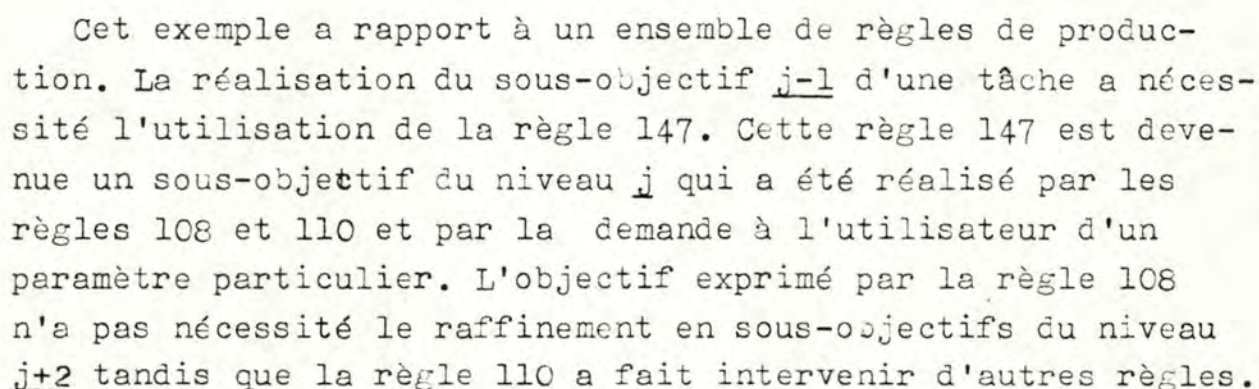 Cet exemple a rapport à un ensemble de règles de produc-
tion. La réalisation du sous-objectif j-1 d'une tâche a néces-
sité l'utilisation de la règle 147. Cette règle 147 est deve-
nue un sous-objettif du niveau j qui a été réalisé par les
règles 108 et 110 et par la demande à l'utilisateur d'un
paramètre particulier. L'objectif exprimé par la règle 108
n'a pas nécessité le raffinement en sous-objectifs du niveau
j+2 tandis que la règle 110 a fait intervenir d'autres règles.